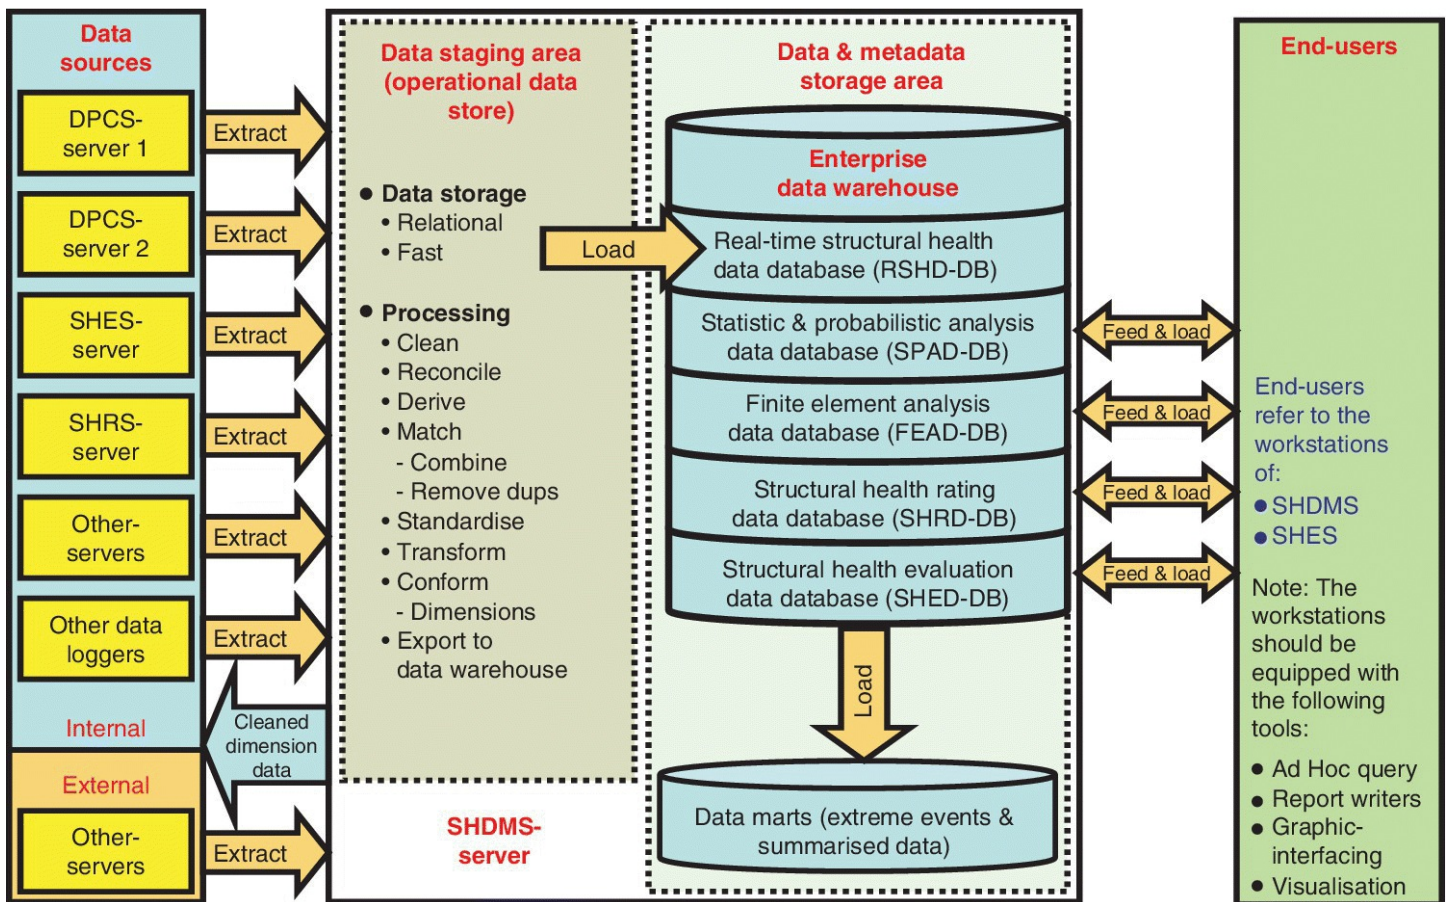 Data
sources
DPCS-
server 1
DPCS-
server 2
SHES-
server
SHRS-
server
Other-
servers
Other data
loggers
Internal
External
Other-
servers
Extract
Extract
Extract
Extract
Extract
Extract
Cleaned
dimension
data
Extract
Data staging area
(operational data
store)
● Data storage
• Relational
• Fast
● Processing
• Clean
• Reconcile
• Derive
• Match
- Combine
- Remove dups
• Standardise
• Transform
• Conform
- Dimensions
• Export to
data warehouse
SHDMS-
server
Load
Data & metadata
storage area
Enterprise
data warehouse
Real-time structural health
data database (RSHD-DB)
Statistic & probabilistic analysis
data database (SPAD-DB)
Finite element analysis
data database (FEAD-DB)
Structural health rating
data database (SHRD-DB)
Structural health evaluation
data database (SHED-DB)
Load
Data marts (extreme events &
summarised data)
Feed & load
Feed & load
Feed & load
Feed & load
End-users
End-users
refer to the
workstations
of:
● SHDMS
● SHES
Note: The
workstations
should be
equipped with
the following
tools:
● Ad Hoc query
● Report writers
● Graphic-
interfacing
● Visualisation